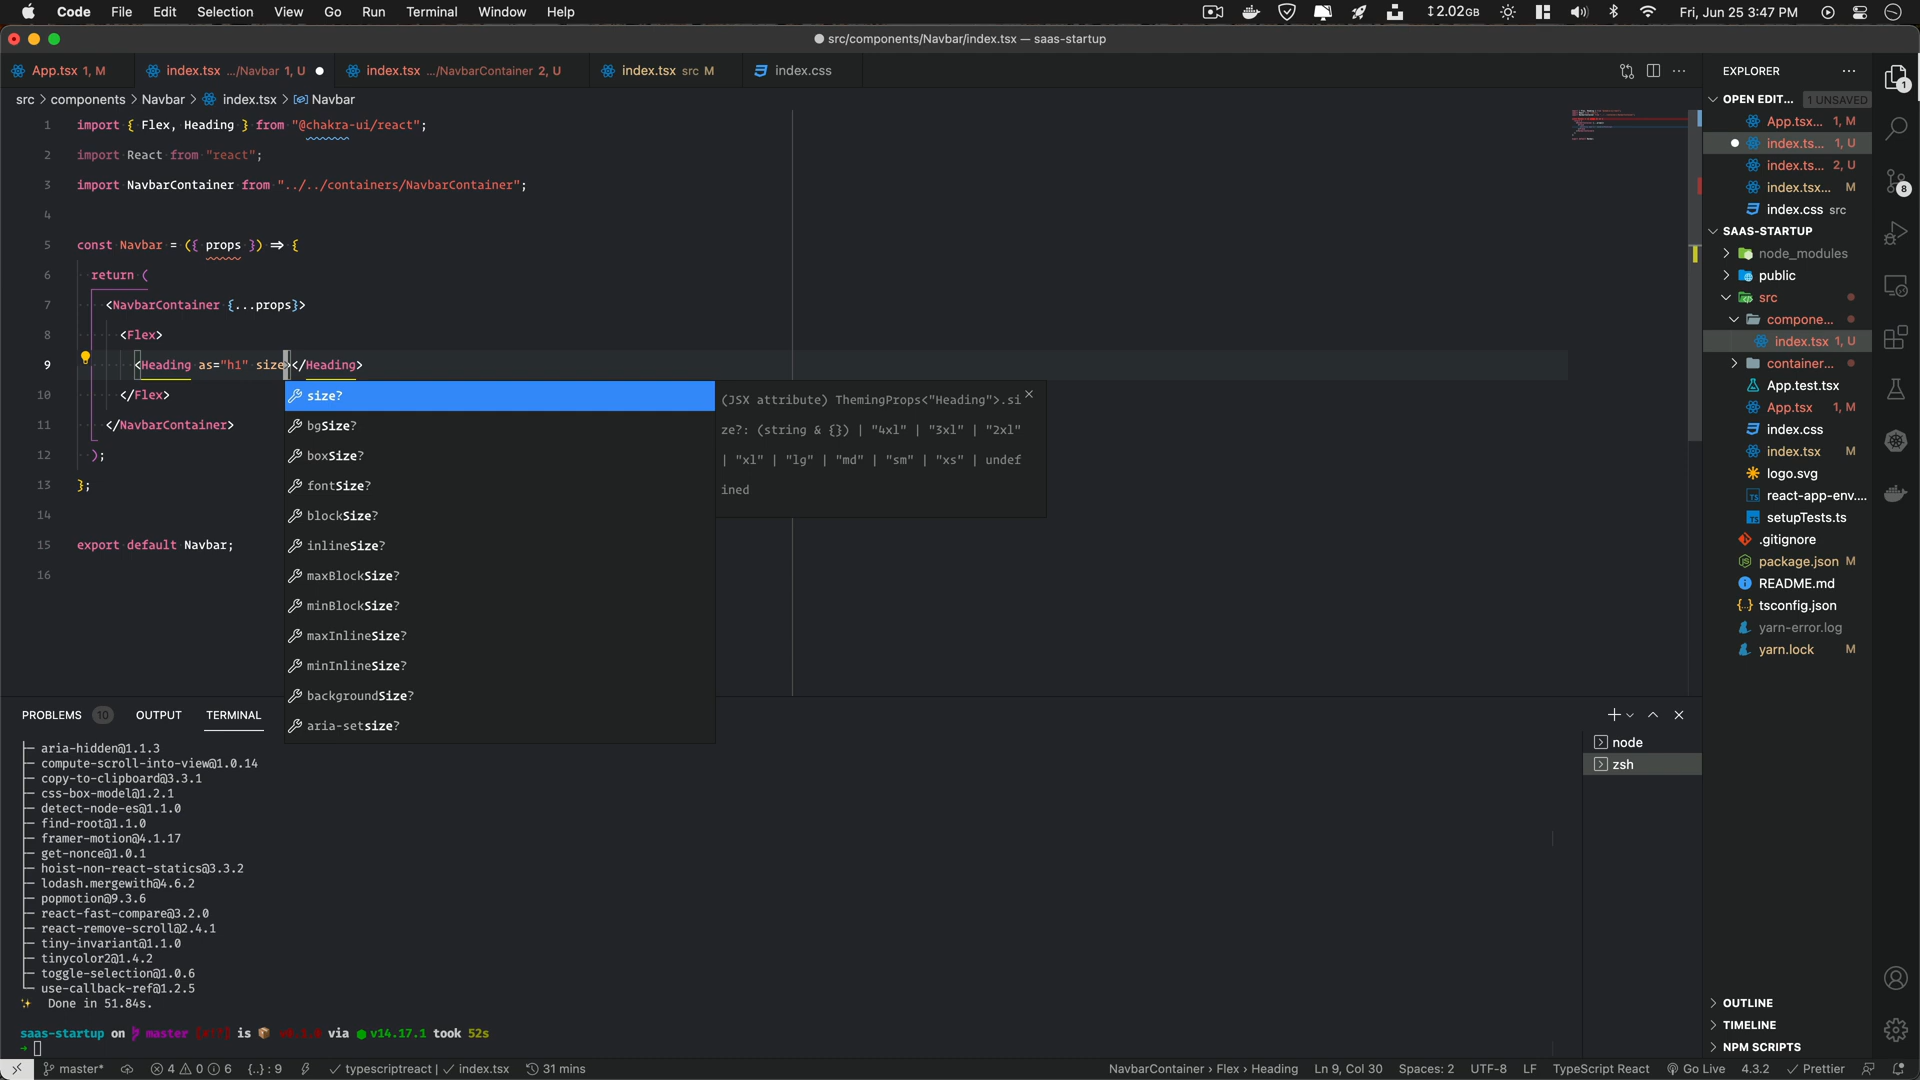 Code File Edit Selection View Go Run Terminal Window Help 2.02GB Fri, Jun 25 3:47 PM
src/components/Navbar/index.tsx — saas-startup
App.tsx 1, M index.tsx .../Navbar 1, U index.tsx .../NavbarContainer 2, U index.tsx src M index.css
src > components > Navbar > index.tsx > Navbar
1 import { Flex, Heading } from "@chakra-ui/react";
2 import React from "react";
3 import NavbarContainer from "../../containers/NavbarContainer";
4
5 const Navbar = ({ props }) => {
6 return (
7 <NavbarContainer {...props}>
8 <Flex>
9 <Heading as="h1" size></Heading>
10 </Flex>
11 </NavbarContainer>
12 );
13 };
14
15 export default Navbar;
16
size?
bgSize?
boxSize?
fontSize?
blockSize?
inlineSize?
maxBlockSize?
minBlockSize?
maxInlineSize?
minInlineSize?
backgroundSize?
aria-setsize?
(JSX attribute) ThemingProps<"Heading">.si
ze?: (string & {}) | "4xl" | "3xl" | "2xl"
| "xl" | "lg" | "md" | "sm" | "xs" | undef
ined
EXPLORER
OPEN EDIT... 1 UNSAVED
App.tsx... 1, M
index.ts... 1, U
index.ts... 2, U
index.tsx... M
index.css src
SAAS-STARTUP
node_modules
public
src
compone...
index.tsx 1, U
container...
App.test.tsx
App.tsx 1, M
index.css
index.tsx M
logo.svg
react-app-env....
setupTests.ts
.gitignore
package.json M
README.md
tsconfig.json
yarn-error.log
yarn.lock M
OUTLINE
TIMELINE
NPM SCRIPTS
1
8
PROBLEMS 10 OUTPUT TERMINAL
node
zsh
├─ aria-hidden@1.1.3
├─ compute-scroll-into-view@1.0.14
├─ copy-to-clipboard@3.3.1
├─ css-box-model@1.2.1
├─ detect-node-es@1.1.0
├─ find-root@1.1.0
├─ framer-motion@4.1.17
├─ get-nonce@1.0.1
├─ hoist-non-react-statics@3.3.2
├─ lodash.mergewith@4.6.2
├─ popmotion@9.3.6
├─ react-fast-compare@3.2.0
├─ react-remove-scroll@2.4.1
├─ tiny-invariant@1.1.0
├─ tinycolor2@1.4.2
├─ toggle-selection@1.0.6
└─ use-callback-ref@1.2.5
Done in 51.84s.
saas-startup on master is via v14.17.1 took 52s
master* 4 0 6 {..} : 9 typescriptreact | index.tsx 31 mins NavbarContainer > Flex > Heading Ln 9, Col 30 Spaces: 2 UTF-8 LF TypeScript React Go Live 4.3.2 Prettier